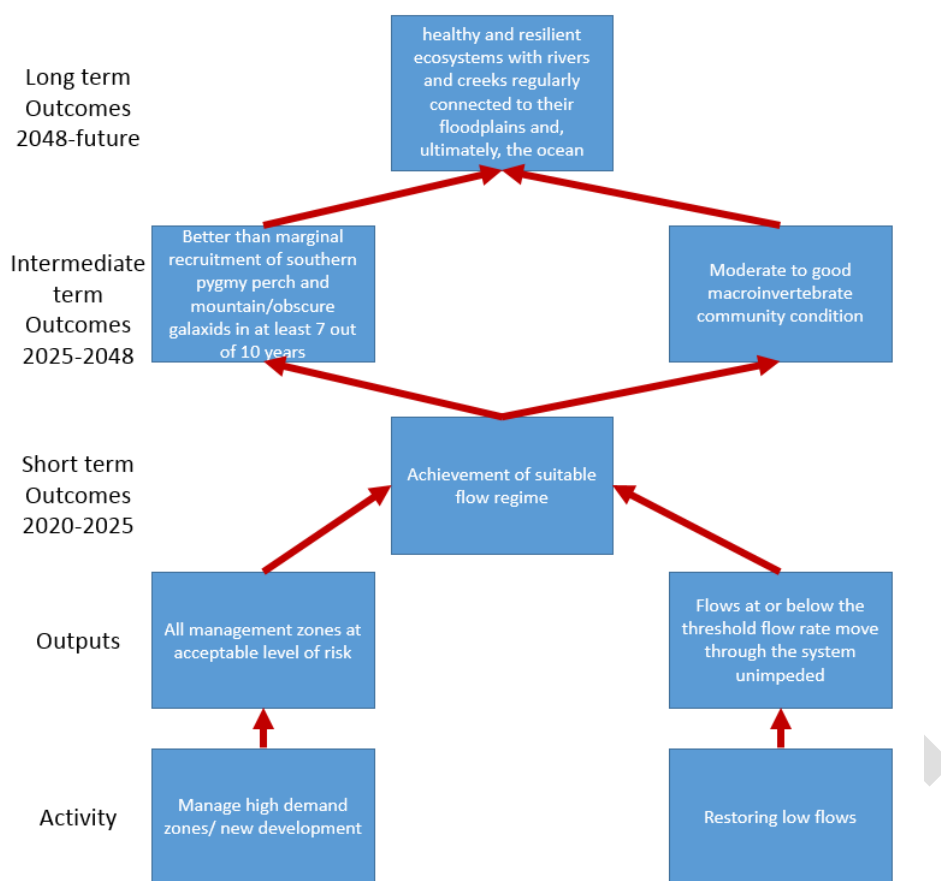 Long term
Outcomes
2048-future
healthy and resilient
ecosystems with rivers
and creeks regularly
connected to their
floodplains and,
ultimately, the ocean
Intermediate
term
Outcomes
2025-2048
Better than marginal
recruitment of southern
pygmy perch and
mountain/obscure
galaxids in at least 7 out
of 10 years
Moderate to good
macroinvertebrate
community condition
Short term
Outcomes
2020-2025
Achievement of suitable
flow regime
Outputs
All management zones at
acceptable level of risk
Flows at or below the
threshold flow rate move
through the system
unimpeded
Activity
Manage high demand
zones/ new development
Restoring low flows